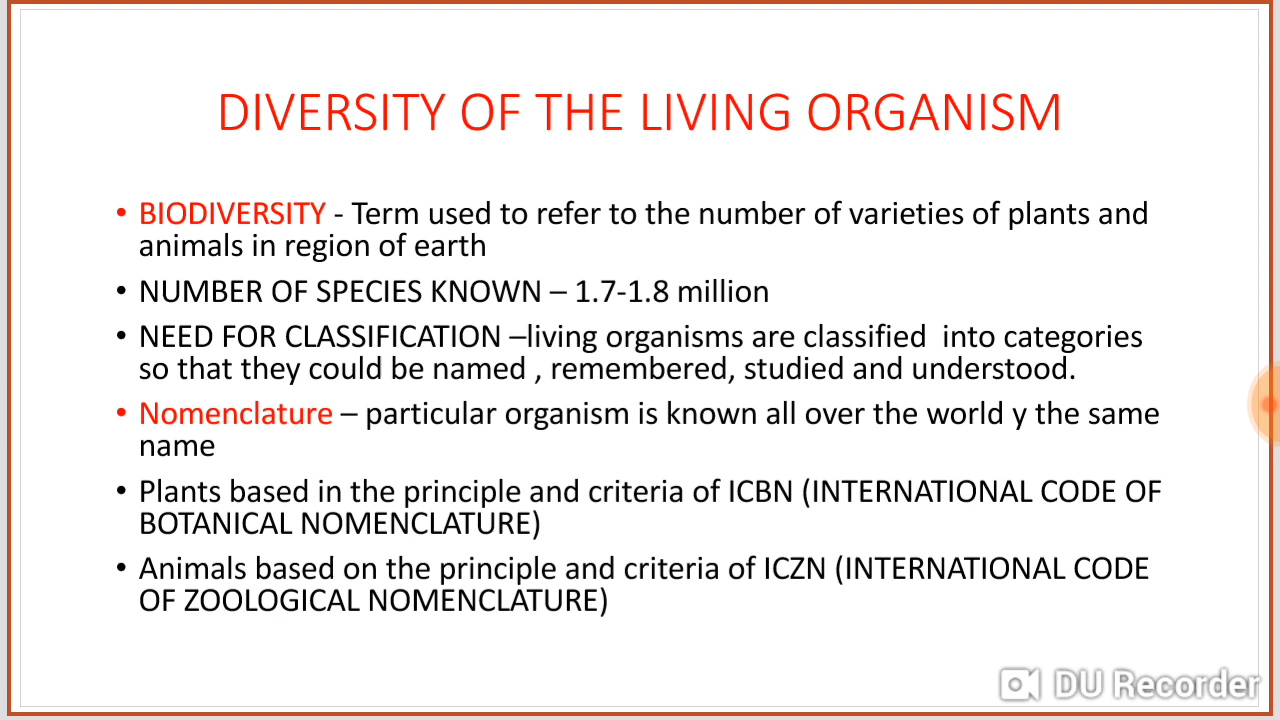 DIVERSITY OF THE LIVING ORGANISM
• BIODIVERSITY - Term used to refer to the number of varieties of plants and
animals in region of earth
• NUMBER OF SPECIES KNOWN – 1.7-1.8 million
• NEED FOR CLASSIFICATION –living organisms are classified  into categories
so that they could be named , remembered, studied and understood.
• Nomenclature – particular organism is known all over the world y the same
name
• Plants based in the principle and criteria of ICBN (INTERNATIONAL CODE OF
BOTANICAL NOMENCLATURE)
• Animals based on the principle and criteria of ICZN (INTERNATIONAL CODE
OF ZOOLOGICAL NOMENCLATURE)
DU Recorder